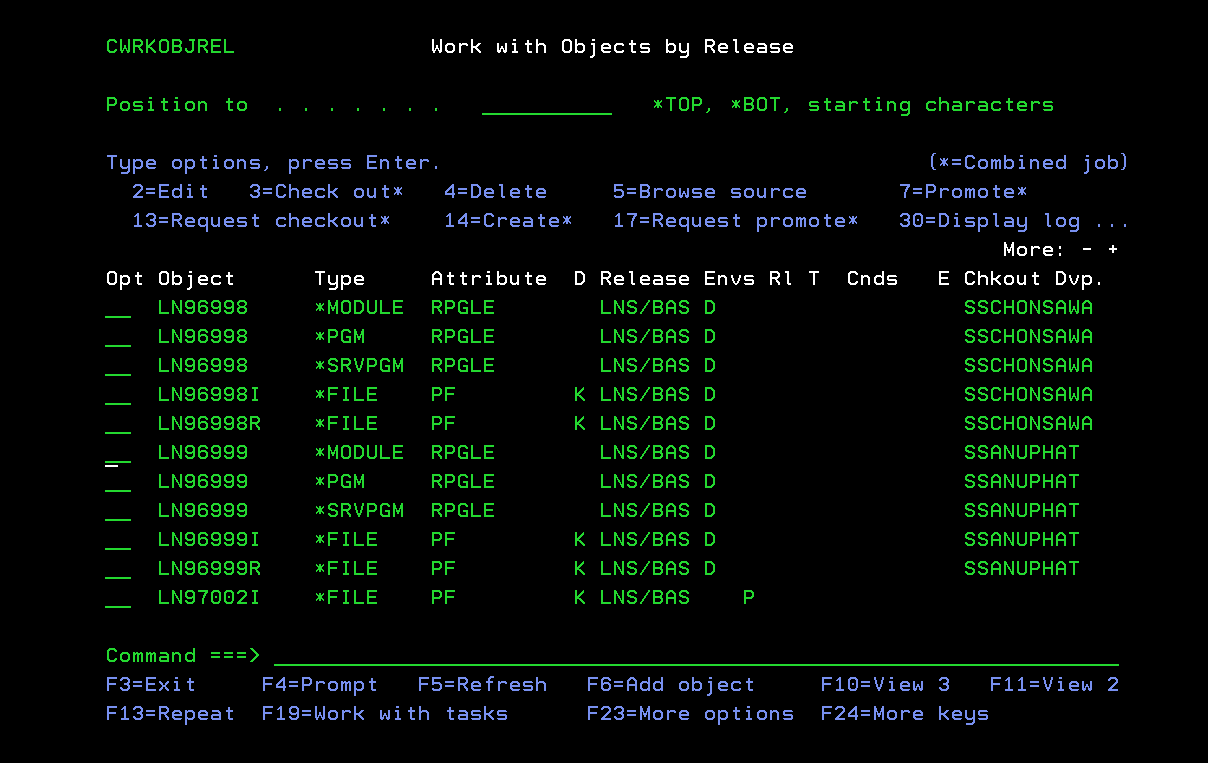 CWRKOBJREL Work with Objects by Release
Position to . . . . . . . __________ *TOP, *BOT, starting characters
Type options, press Enter. (*=Combined job)
2=Edit 3=Check out* 4=Delete 5=Browse source 7=Promote*
13=Request checkout* 14=Create* 17=Request promote* 30=Display log ...
More: - +
Opt Object Type Attribute D Release Envs Rl T Cnds E Chkout Dvp.
__ LN96998 *MODULE RPGLE LNS/BAS D SSCHONSAWA
__ LN96998 *PGM RPGLE LNS/BAS D SSCHONSAWA
__ LN96998 *SRVPGM RPGLE LNS/BAS D SSCHONSAWA
__ LN96998I *FILE PF K LNS/BAS D SSCHONSAWA
__ LN96998R *FILE PF K LNS/BAS D SSCHONSAWA
__ LN96999 *MODULE RPGLE LNS/BAS D SSANUPHAT
__ LN96999 *PGM RPGLE LNS/BAS D SSANUPHAT
__ LN96999 *SRVPGM RPGLE LNS/BAS D SSANUPHAT
__ LN96999I *FILE PF K LNS/BAS D SSANUPHAT
__ LN96999R *FILE PF K LNS/BAS D SSANUPHAT
__ LN97002I *FILE PF K LNS/BAS P
Command ===> ____________________
F3=Exit F4=Prompt F5=Refresh F6=Add object F10=View 3 F11=View 2
F13=Repeat F19=Work with tasks F23=More options F24=More keys